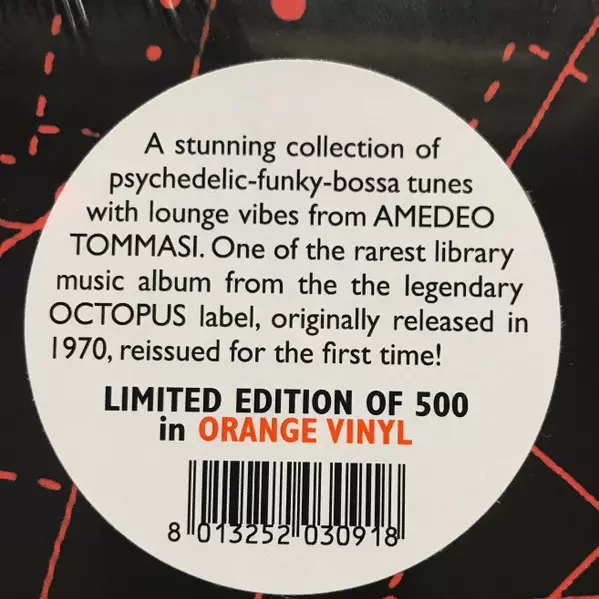 A stunning collection of
psychedelic-funky-bossa tunes
with lounge vibes from AMEDEO
TOMMASI. One of the rarest library
music album from the the legendary
OCTOPUS label, originally released in
1970, reissued for the first time!
LIMITED EDITION OF 500
in ORANGE VINYL
8 013252 030918